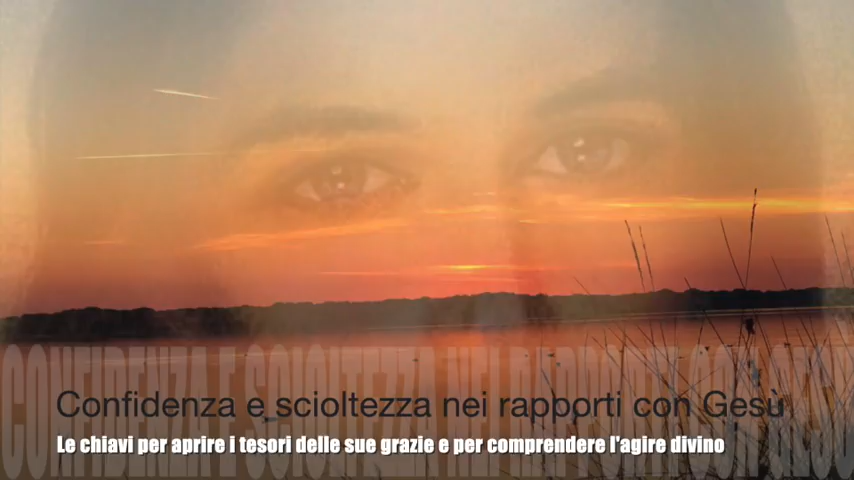 CONFIDENZA E SCIOLTEZZA NEI RAPPORTI CON GESÙ
Confidenza e scioltezza nei rapporti con Gesù
Le chiavi per aprire i tesori delle sue grazie e per comprendere l'agire divino